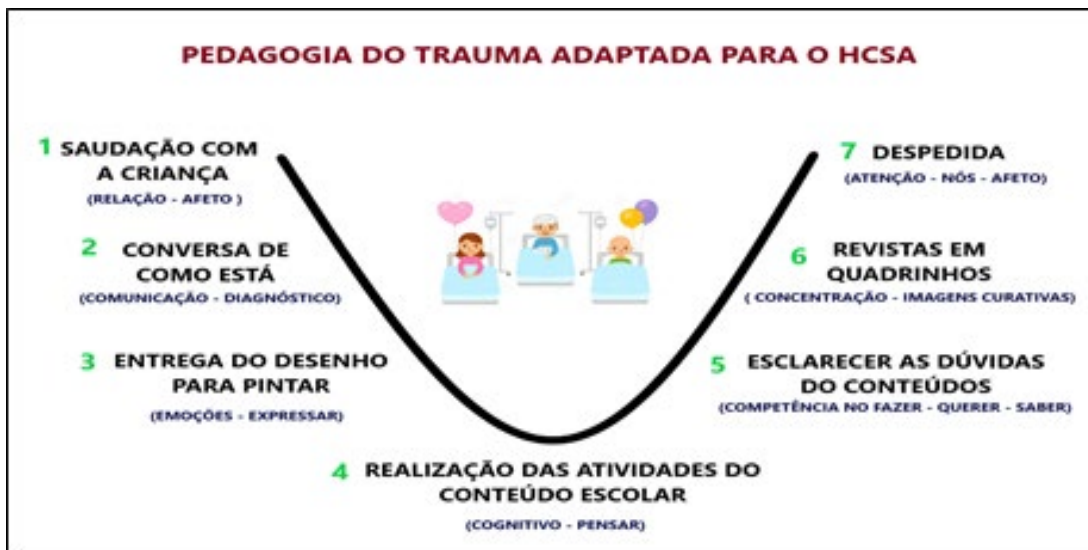 PEDAGOGIA DO TRAUMA ADAPTADA PARA O HCSA
1 SAUDAÇÃO COM
A CRIANÇA
(RELAÇÃO - AFETO )
2 CONVERSA DE
COMO ESTÁ
(COMUNICAÇÃO - DIAGNÓSTICO)
3 ENTREGA DO DESENHO
PARA PINTAR
(EMOÇÕES - EXPRESSAR)
4 REALIZAÇÃO DAS ATIVIDADES DO
CONTEÚDO ESCOLAR
(COGNITIVO - PENSAR)
5 ESCLARECER AS DÚVIDAS
DO CONTEÚDOS
(COMPETÊNCIA NO FAZER - QUERER - SABER)
6 REVISTAS EM
QUADRINHOS
( CONCENTRAÇÃO - IMAGENS CURATIVAS)
7 DESPEDIDA
(ATENÇÃO - NÓS - AFETO)